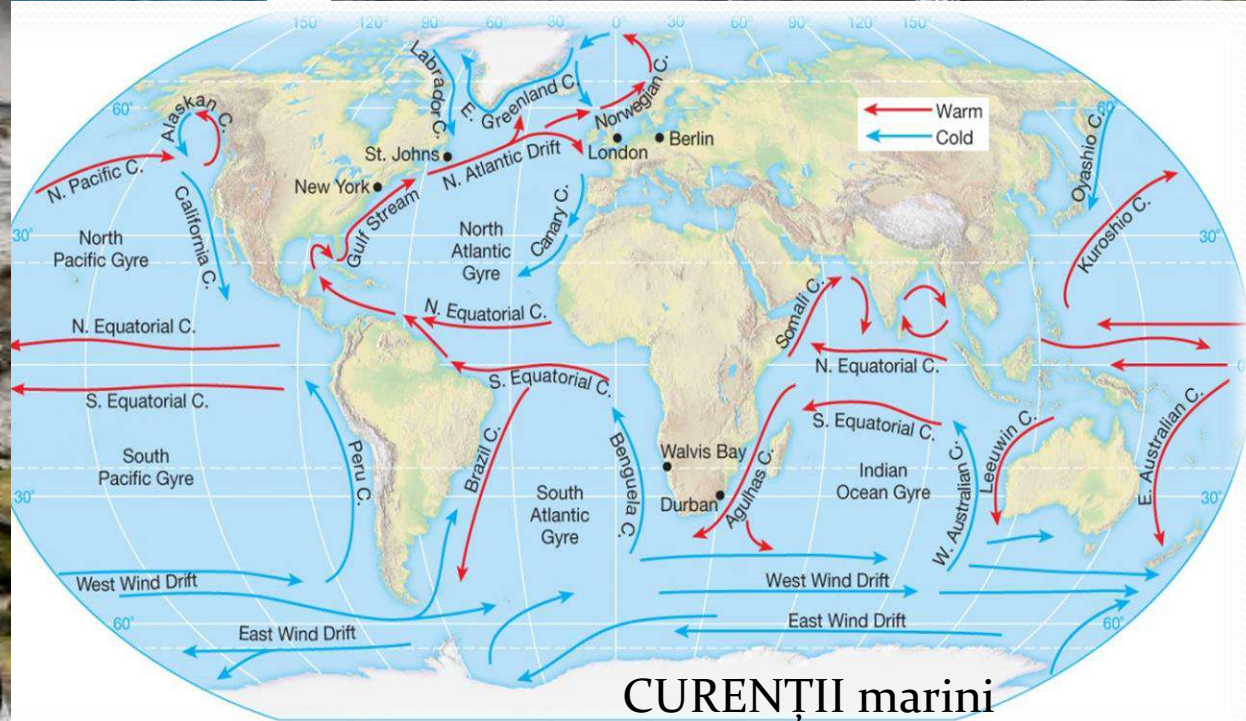 150°
120°
90°
60°
30°
0°
30°
60°
90°
120°
150°
Labrador C.
E. Greenland C.
Norwegian C.
60°
Alaskan C.
Warm
Cold
60°
Oyashio C.
St. Johns
London
Berlin
N. Atlantic Drift
N. Pacific C.
New York
California C.
Gulf Stream
Canary C.
Kuroshio C.
30°
30°
North
Pacific Gyre
North
Atlantic
Gyre
Somali C.
N. Equatorial C.
N. Equatorial C.
N. Equatorial C.
0
S. Equatorial C.
S. Equatorial C.
S. Equatorial C.
South
Pacific Gyre
Peru C.
Brazil C.
South
Atlantic
Gyre
Benguela C.
Walvis Bay
Durban
Agulhas C.
Indian
Ocean Gyre
W. Australian C.
Leeuwin C.
E. Australian C.
30°
30°
West Wind Drift
West Wind Drift
60°
East Wind Drift
East Wind Drift
60°
CURENȚII marini